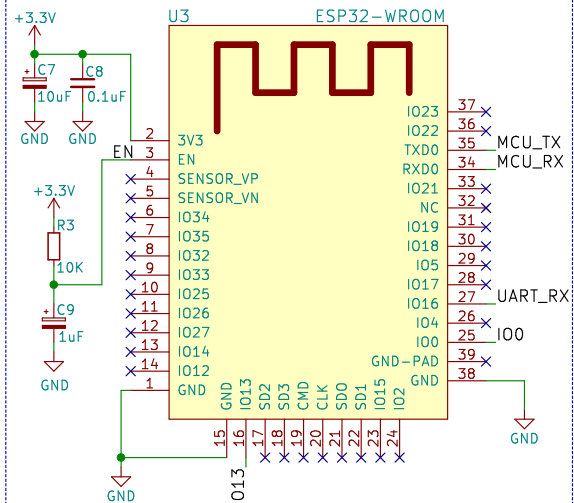 U3 ESP32-WROOM
+3.3V
C7
10uF
C8
0.1uF
GND
GND
EN
+3.3V
R3
10K
C9
1uF
GND
2 3V3
3 EN
4 SENSOR_VP
5 SENSOR_VN
6 IO34
7 IO35
8 IO32
9 IO33
10 IO25
11 IO26
12 IO27
13 IO14
14 IO12
1 GND
GND
15 GND
16 IO13
17 SD2
18 SD3
19 CMD
20 CLK
21 SD0
22 SD1
23 IO15
24 IO2
O13
IO23 37
IO22 36
TXD0 35 MCU_TX
RXD0 34 MCU_RX
IO21 33
NC 32
IO19 31
IO18 30
IO5 29
IO17 28
IO16 27 UART_RX
IO4 26
IO0 25 IO0
GND-PAD 39
GND 38
GND